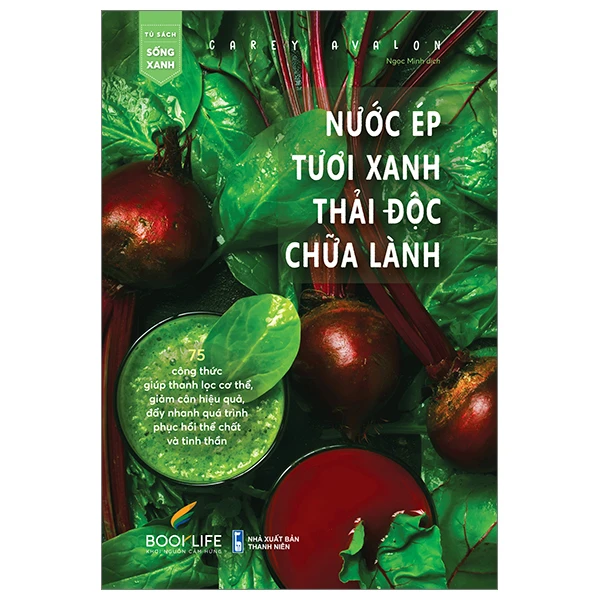 TỦ SÁCH
SỐNG
XANH
CAREY AVALON
Ngọc Minh dịch
NƯỚC ÉP
TƯƠI XANH
THẢI ĐỘC
CHỮA LÀNH
75
công thức
giúp thanh lọc cơ thể,
giảm cân hiệu quả,
đẩy nhanh quá trình
phục hồi thể chất
và tinh thần
BOOK LIFE
KHƠI NGUỒN CẢM HỨNG
NHÀ XUẤT BẢN
THANH NIÊN